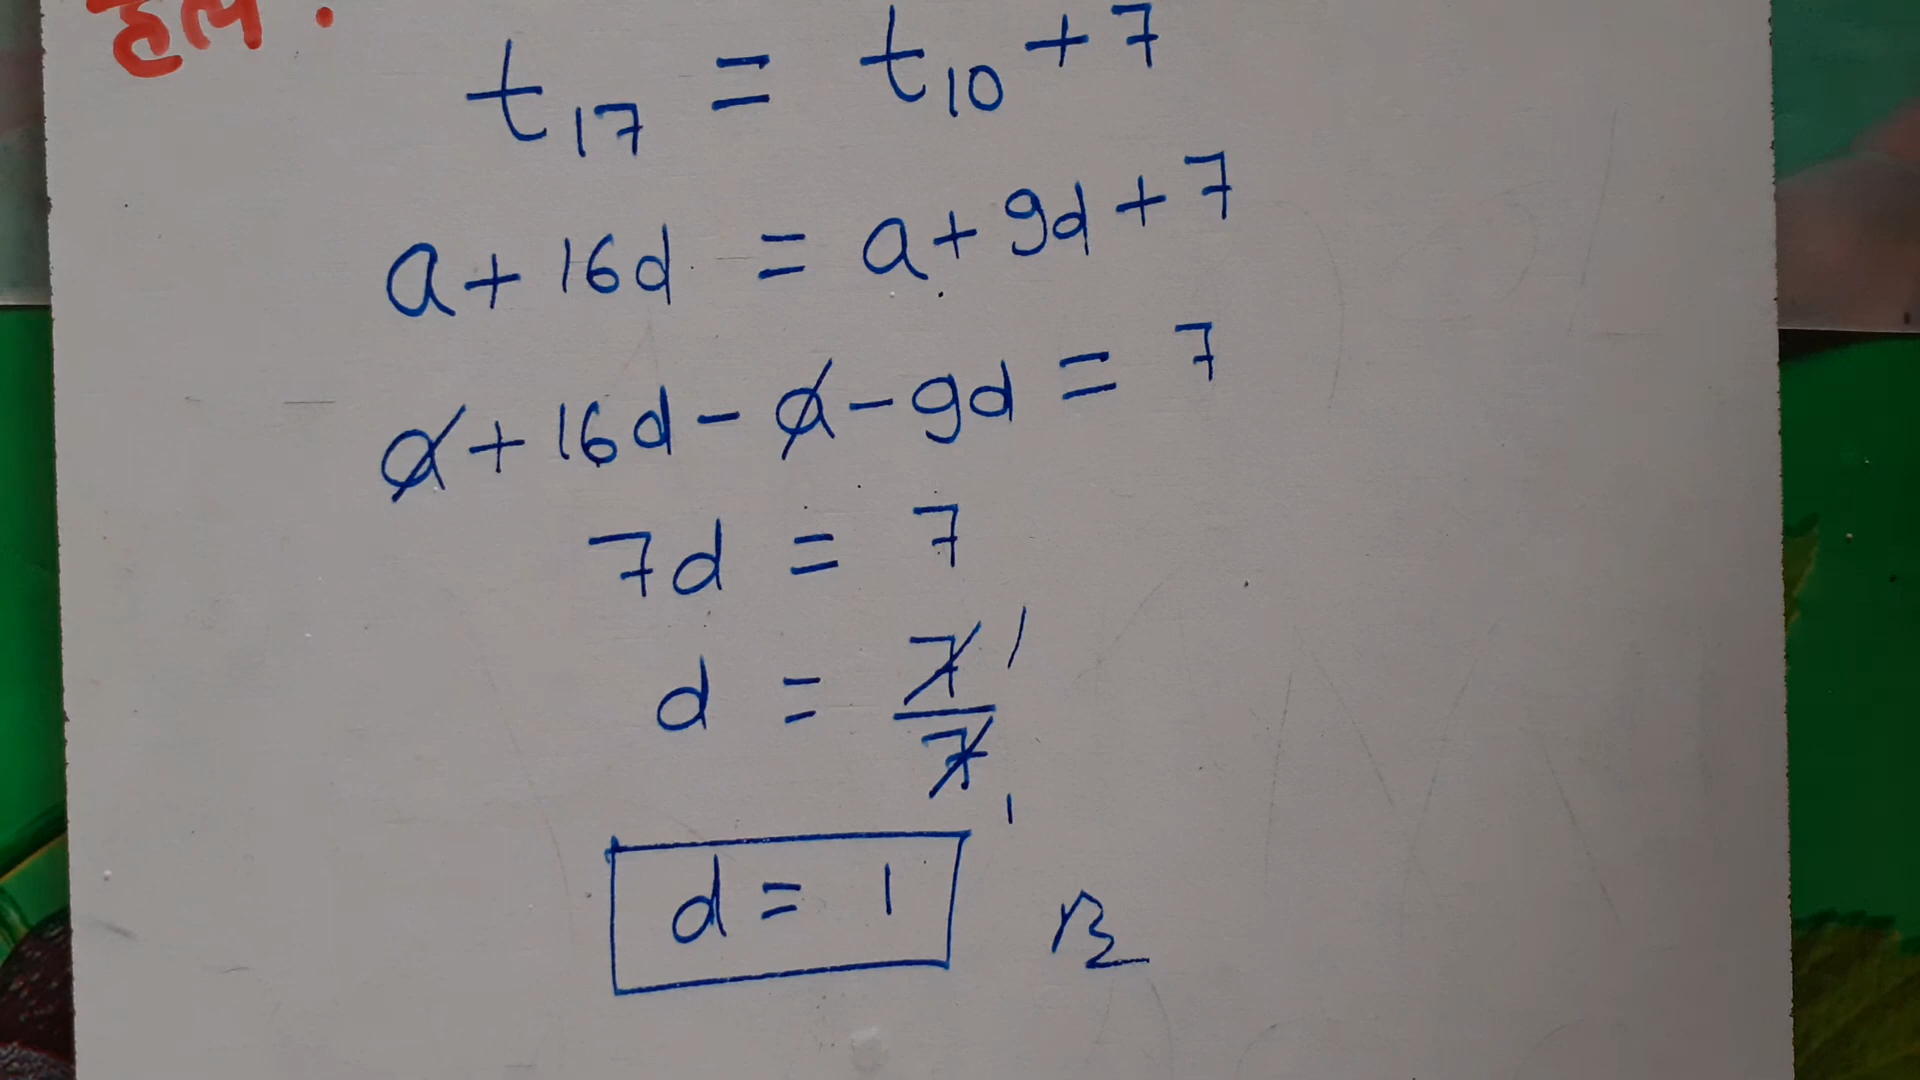 हल :
t₁₇ = t₁₀ + 7
a + 16d = a + 9d + 7
a + 16d - a - 9d = 7
7d = 7
d = 7/7
d = 1